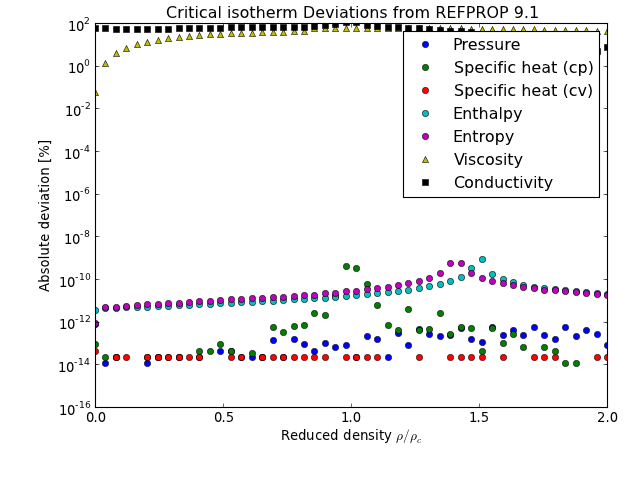 Critical isotherm Deviations from REFPROP 9.1
Absolute deviation [%]
10^2
10^0
10^-2
10^-4
10^-6
10^-8
10^-10
10^-12
10^-14
10^-16
Pressure
Specific heat (cp)
Specific heat (cv)
Enthalpy
Entropy
Viscosity
Conductivity
0.0 0.5 1.0 1.5 2.0
Reduced density ρ/ρ_c